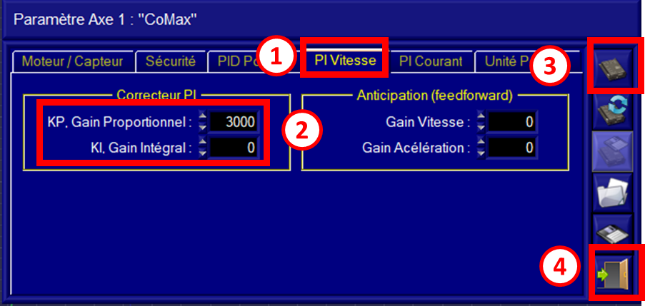 Paramètre Axe 1 : "CoMax"
Moteur / Capteur Sécurité PID Po 1 PI Vitesse PI Courant Unité P 3
Correcteur PI Anticipation (feedforward)
KP, Gain Proportionnel : 3000 2 Gain Vitesse : 0
KI, Gain Intégral : 0 Gain Acélération : 0
4